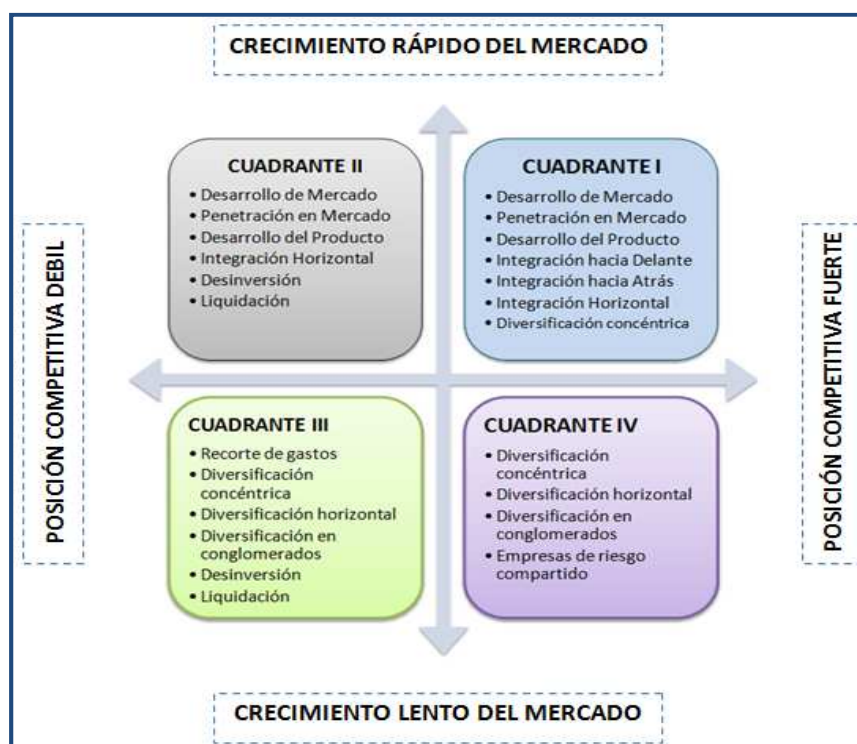 CRECIMIENTO RÁPIDO DEL MERCADO
POSICIÓN COMPETITIVA DEBIL
CUADRANTE II
• Desarrollo de Mercado
• Penetración en Mercado
• Desarrollo del Producto
• Integración Horizontal
• Desinversión
• Liquidación
CUADRANTE I
• Desarrollo de Mercado
• Penetración en Mercado
• Desarrollo del Producto
• Integración hacia Delante
• Integración hacia Atrás
• Integración Horizontal
• Diversificación concéntrica
POSICIÓN COMPETITIVA FUERTE
CUADRANTE III
• Recorte de gastos
• Diversificación
concéntrica
• Diversificación horizontal
• Diversificación en
conglomerados
• Desinversión
• Liquidación
CUADRANTE IV
• Diversificación
concéntrica
• Diversificación horizontal
• Diversificación en
conglomerados
• Empresas de riesgo
compartido
CRECIMIENTO LENTO DEL MERCADO